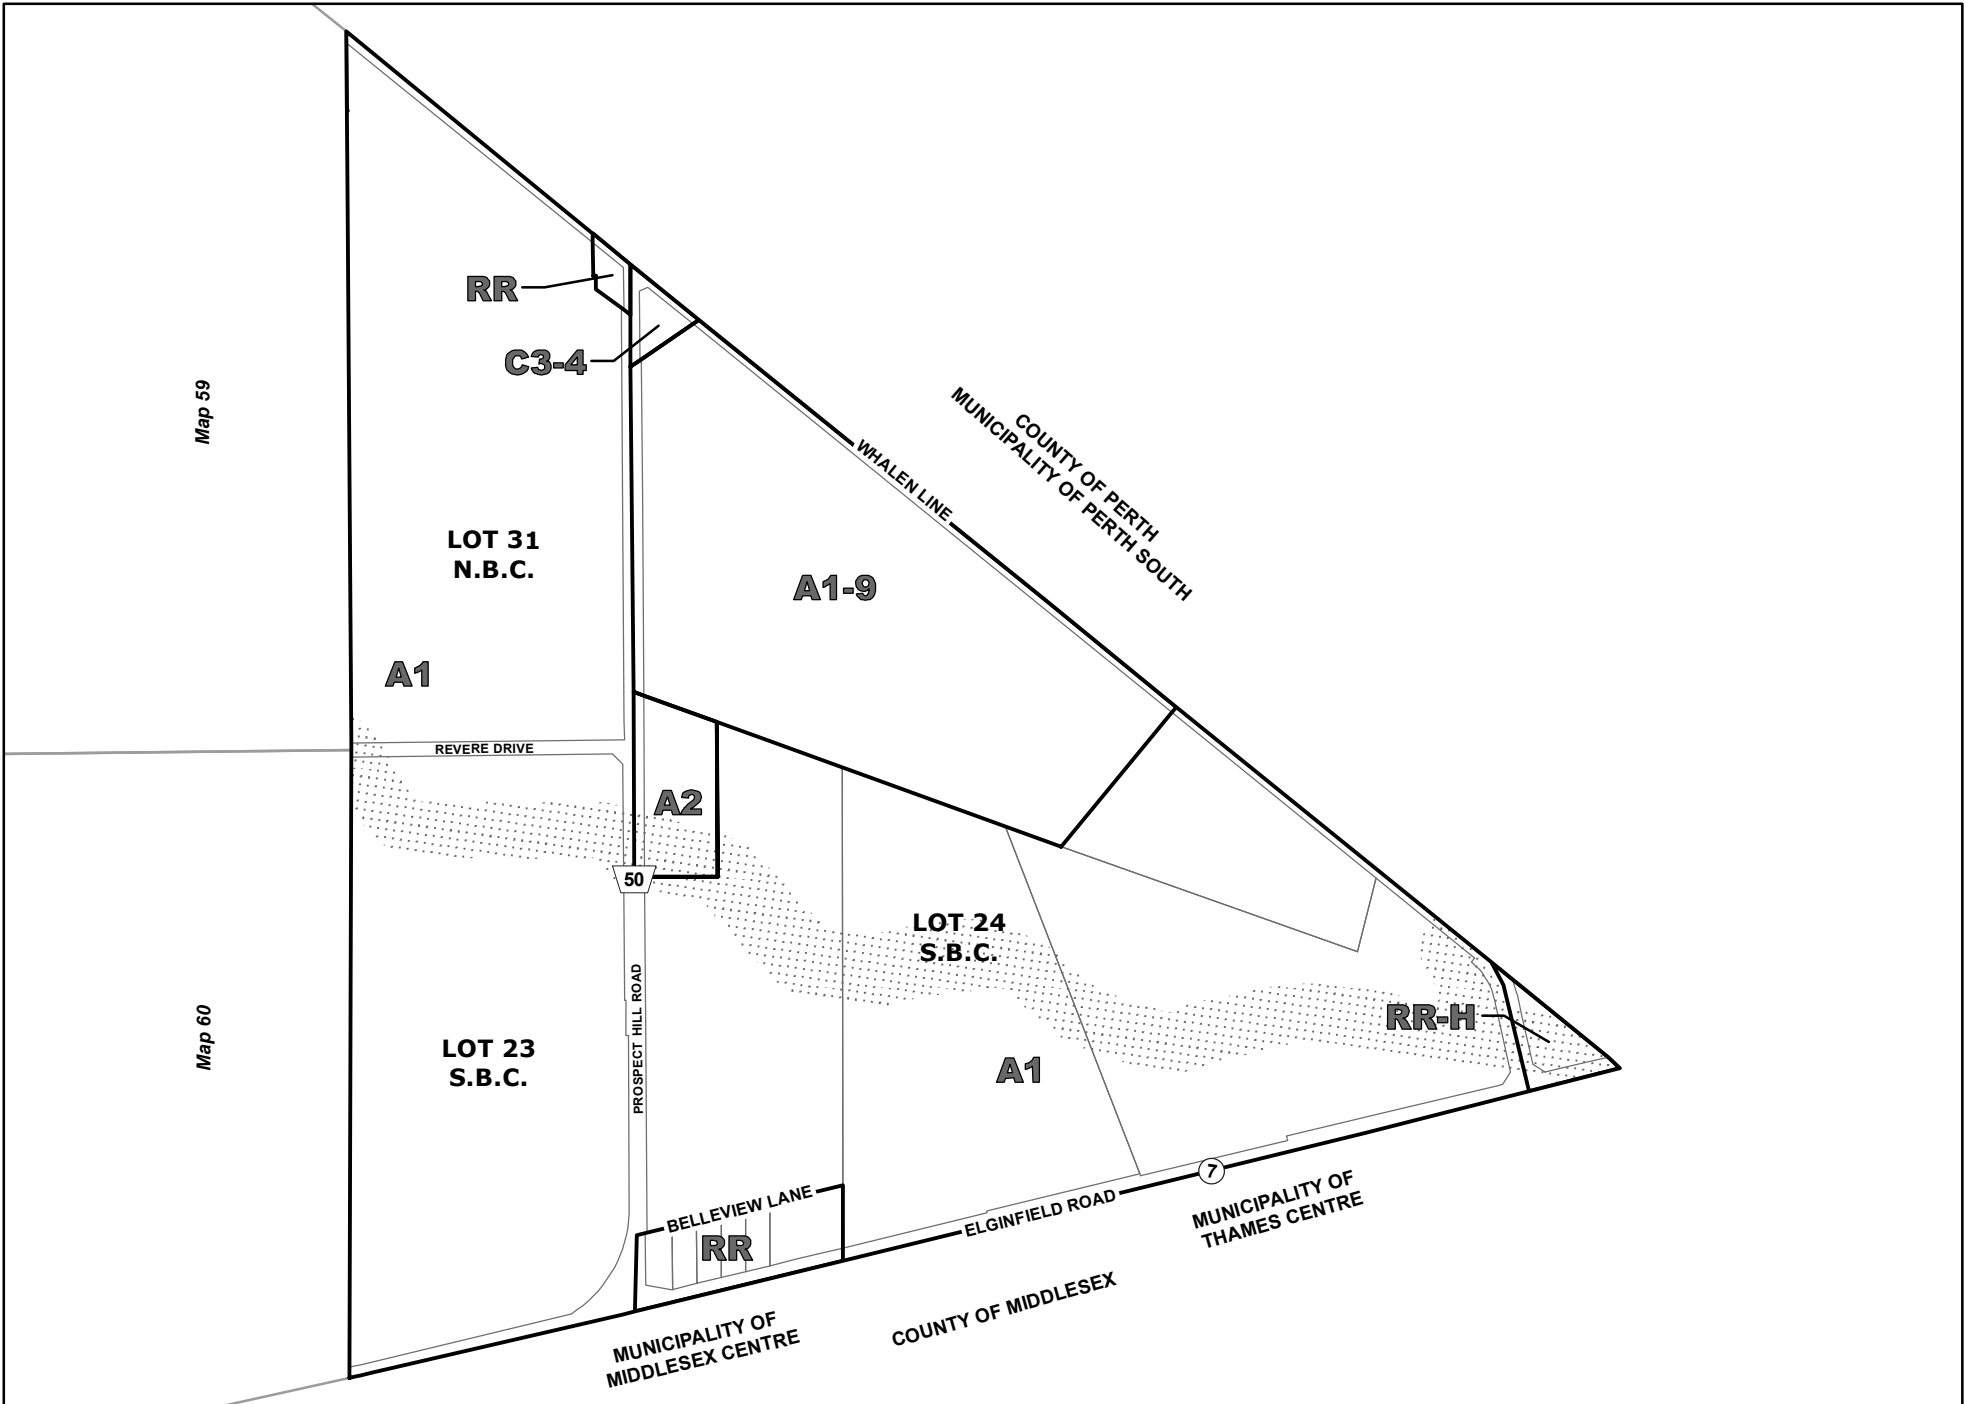 RR
C3-4
Map 59
COUNTY OF PERTH
MUNICIPALITY OF PERTH SOUTH
WHALEN LINE
LOT 31
N.B.C.
A1-9
A1
REVERE DRIVE
A2
50
LOT 24
S.B.C.
PROSPECT HILL ROAD
RR-H
Map 60
LOT 23
S.B.C.
A1
7
BELLEVIEW LANE
ELGINFIELD ROAD
MUNICIPALITY OF
THAMES CENTRE
RR
COUNTY OF MIDDLESEX
MUNICIPALITY OF
MIDDLESEX CENTRE